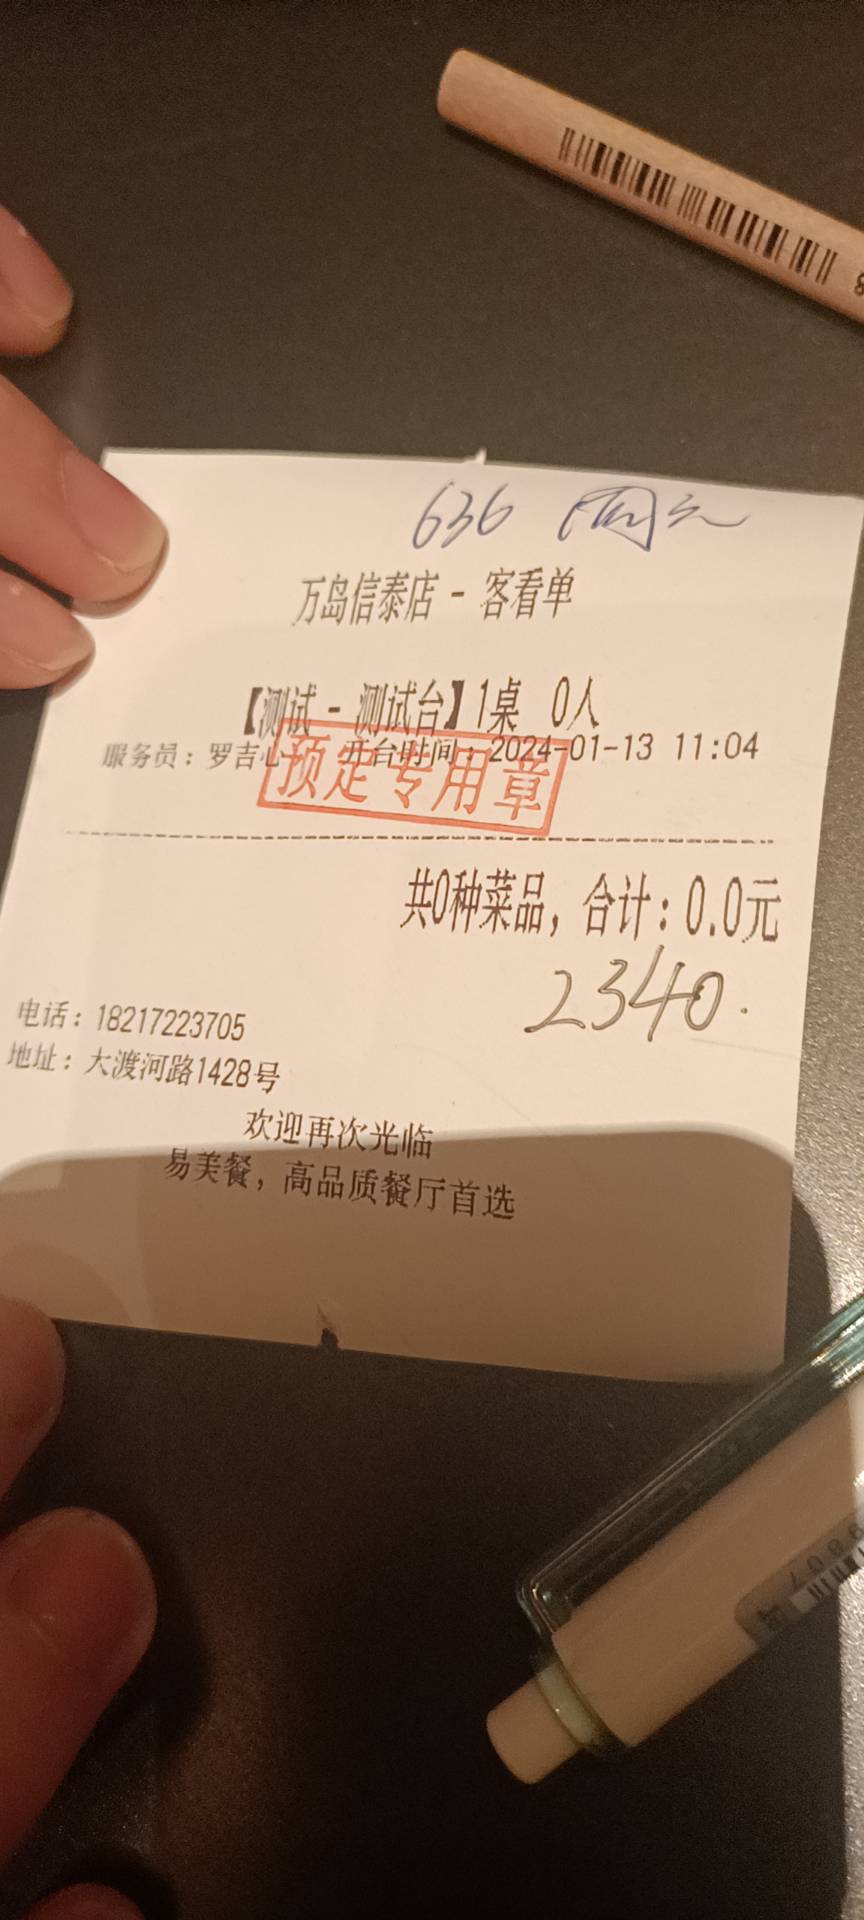 636
万岛信泰店 - 客看单
【测试 - 测试台】1桌 0人
服务员：罗吉心 开台时间：2024-01-13 11:04
预定专用章
共0种菜品，合计：0.0元
2340.
电话：18217223705
地址：大渡河路1428号
欢迎再次光临
易美餐，高品质餐厅首选